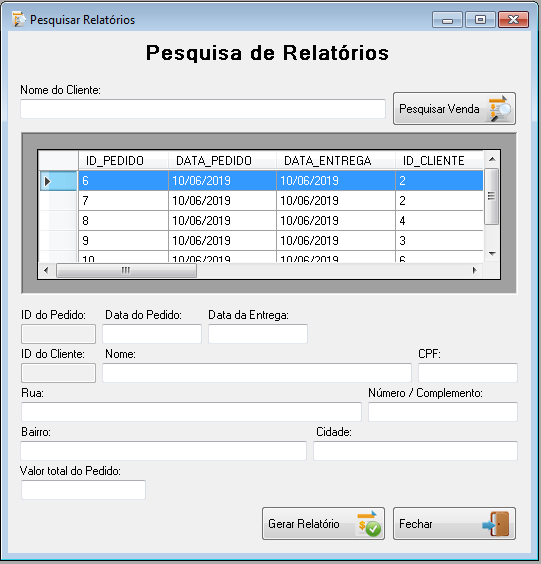 Pesquisar Relatórios
Pesquisa de Relatórios
Nome do Cliente:
Pesquisar Venda
ID_PEDIDO DATA_PEDIDO DATA_ENTREGA ID_CLIENTE
6 10/06/2019 10/06/2019 2
7 10/06/2019 10/06/2019 2
8 10/06/2019 10/06/2019 4
9 10/06/2019 10/06/2019 3
10 10/06/2019 10/06/2019 6
ID do Pedido: Data do Pedido: Data da Entrega:
ID do Cliente: Nome: CPF:
Rua: Número / Complemento:
Bairro: Cidade:
Valor total do Pedido:
Gerar Relatório Fechar